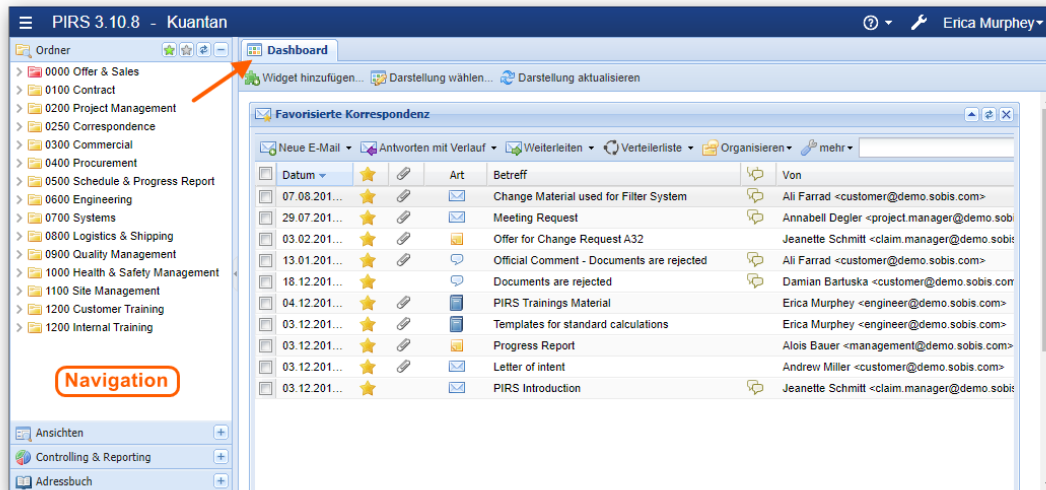 PIRS 3.10.8 - Kuantan
Erica Murphey
Ordner
0000 Offer & Sales
0100 Contract
0200 Project Management
0250 Correspondence
0300 Commercial
0400 Procurement
0500 Schedule & Progress Report
0600 Engineering
0700 Systems
0800 Logistics & Shipping
0900 Quality Management
1000 Health & Safety Management
1100 Site Management
1200 Customer Training
1200 Internal Training
Navigation
Ansichten
Controlling & Reporting
Adressbuch
Dashboard
Widget hinzufügen... Darstellung wählen... Darstellung aktualisieren
Favorisierte Korrespondenz
Neue E-Mail Antworten mit Verlauf Weiterleiten Verteilerliste Organisieren mehr
Datum Art Betreff Von
07.08.201... Change Material used for Filter System Ali Farrad <customer@demo.sobis.com>
29.07.201... Meeting Request Annabell Degler <project.manager@demo.sobi
03.02.201... Offer for Change Request A32 Jeanette Schmitt <claim.manager@demo.sobis
13.01.201... Official Comment - Documents are rejected Ali Farrad <customer@demo.sobis.com>
18.12.201... Documents are rejected Damian Bartuska <customer@demo.sobis.com
04.12.201... PIRS Trainings Material Erica Murphey <engineer@demo.sobis.com>
03.12.201... Templates for standard calculations Erica Murphey <engineer@demo.sobis.com>
03.12.201... Progress Report Alois Bauer <management@demo.sobis.com>
03.12.201... Letter of intent Andrew Miller <customer@demo.sobis.com>
03.12.201... PIRS Introduction Jeanette Schmitt <claim.manager@demo.sobis